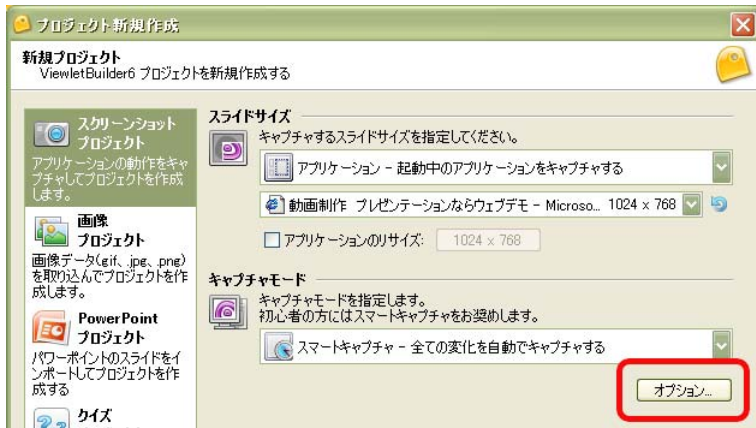 プロジェクト新規作成
新規プロジェクト
ViewletBuilder6 プロジェクトを新規作成する
スクリーンショット
プロジェクト
アプリケーションの動作をキャ
プチャしてプロジェクトを作成
します。
画像
プロジェクト
画像データ(gif、.jpg、.png)
を取り込んでプロジェクトを作
成します。
PowerPoint
プロジェクト
パワーポイントのスライドをイ
ンポートしてプロジェクトを作
成する
クイズ
スライドサイズ
キャプチャするスライドサイズを指定してください。
アプリケーション - 起動中のアプリケーションをキャプチャする
動画制作 プレゼンテーションならウェブデモ - Microso... 1024 x 768
アプリケーションのリサイズ: 1024 x 768
キャプチャモード
キャプチャモードを指定します。
初心者の方にはスマートキャプチャをお奨めします。
スマートキャプチャ - 全ての変化を自動でキャプチャする
オプション...